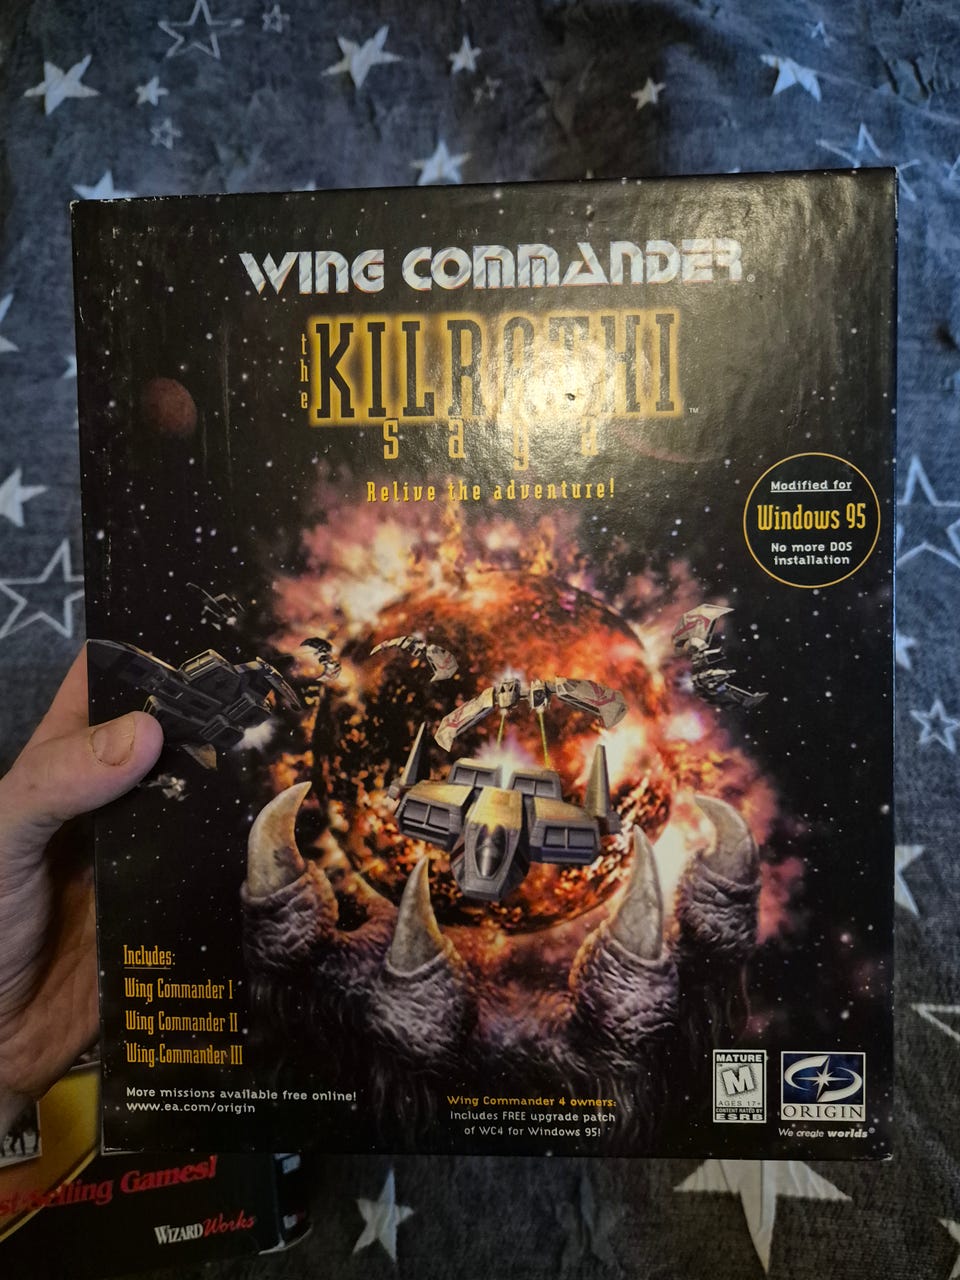 WING COMMANDER®
the KILRATHI™
saga
Relive the adventure!
Modified for
Windows 95
No more DOS
installation
Includes:
Wing Commander I
Wing Commander II
Wing Commander III
More missions available free online!
www.ea.com/origin
Wing Commander 4 owners:
Includes FREE upgrade patch
of WC4 for Windows 95!
MATURE
M
AGES 17+
CONTENT RATED BY
ESRB
ORIGIN
We create worlds®
st-Selling Games!
WIZARDWorks